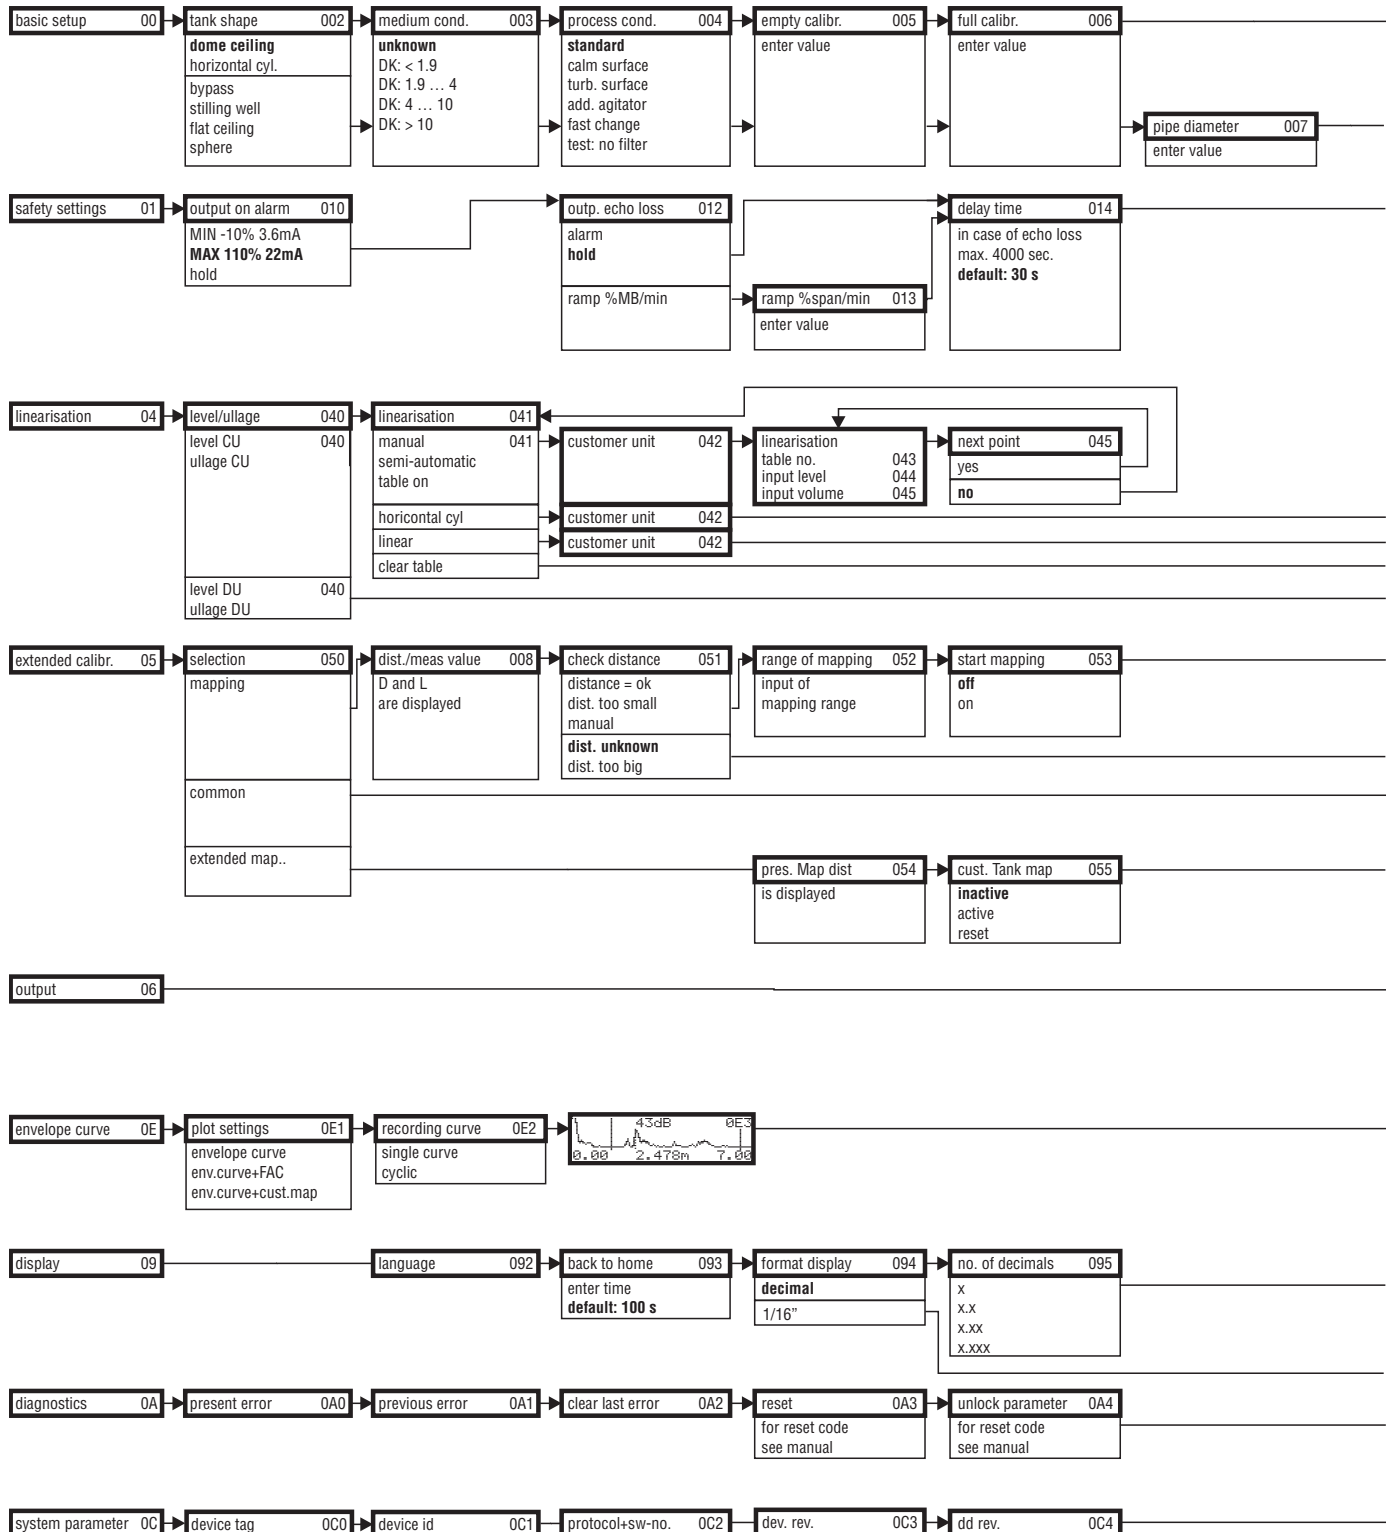 basic setup 00
tank shape 002
dome ceiling
horizontal cyl.
bypass
stilling well
flat ceiling
sphere
medium cond. 003
unknown
DK: < 1.9
DK: 1.9 … 4
DK: 4 … 10
DK: > 10
process cond. 004
standard
calm surface
turb. surface
add. agitator
fast change
test: no filter
empty calibr. 005
enter value
full calibr. 006
enter value
pipe diameter 007
enter value
safety settings 01
output on alarm 010
MIN -10% 3.6mA
MAX 110% 22mA
hold
outp. echo loss 012
alarm
hold
ramp %MB/min
ramp %span/min 013
enter value
delay time 014
in case of echo loss
max. 4000 sec.
default: 30 s
linearisation 04
level/ullage 040
level CU 040
ullage CU
level DU 040
ullage DU
linearisation 041
manual 041
semi-automatic
table on
horicontal cyl
linear
clear table
customer unit 042
customer unit 042
customer unit 042
linearisation
table no. 043
input level 044
input volume 045
next point 045
yes
no
extended calibr. 05
selection 050
mapping
common
extended map..
dist./meas value 008
D and L
are displayed
check distance 051
distance = ok
dist. too small
manual
dist. unknown
dist. too big
range of mapping 052
input of
mapping range
start mapping 053
off
on
pres. Map dist 054
is displayed
cust. Tank map 055
inactive
active
reset
output 06
envelope curve 0E
plot settings 0E1
envelope curve
env.curve+FAC
env.curve+cust.map
recording curve 0E2
single curve
cyclic
43dB 0E3
0.00 2.478m 7.00
display 09
language 092
back to home 093
enter time
default: 100 s
format display 094
decimal
1/16”
no. of decimals 095
x
x.x
x.xx
x.xxx
diagnostics 0A
present error 0A0
previous error 0A1
clear last error 0A2
reset 0A3
for reset code
see manual
unlock parameter 0A4
for reset code
see manual
system parameter 0C
device tag 0C0
device id 0C1
protocol+sw-no. 0C2
dev. rev. 0C3
dd rev. 0C4